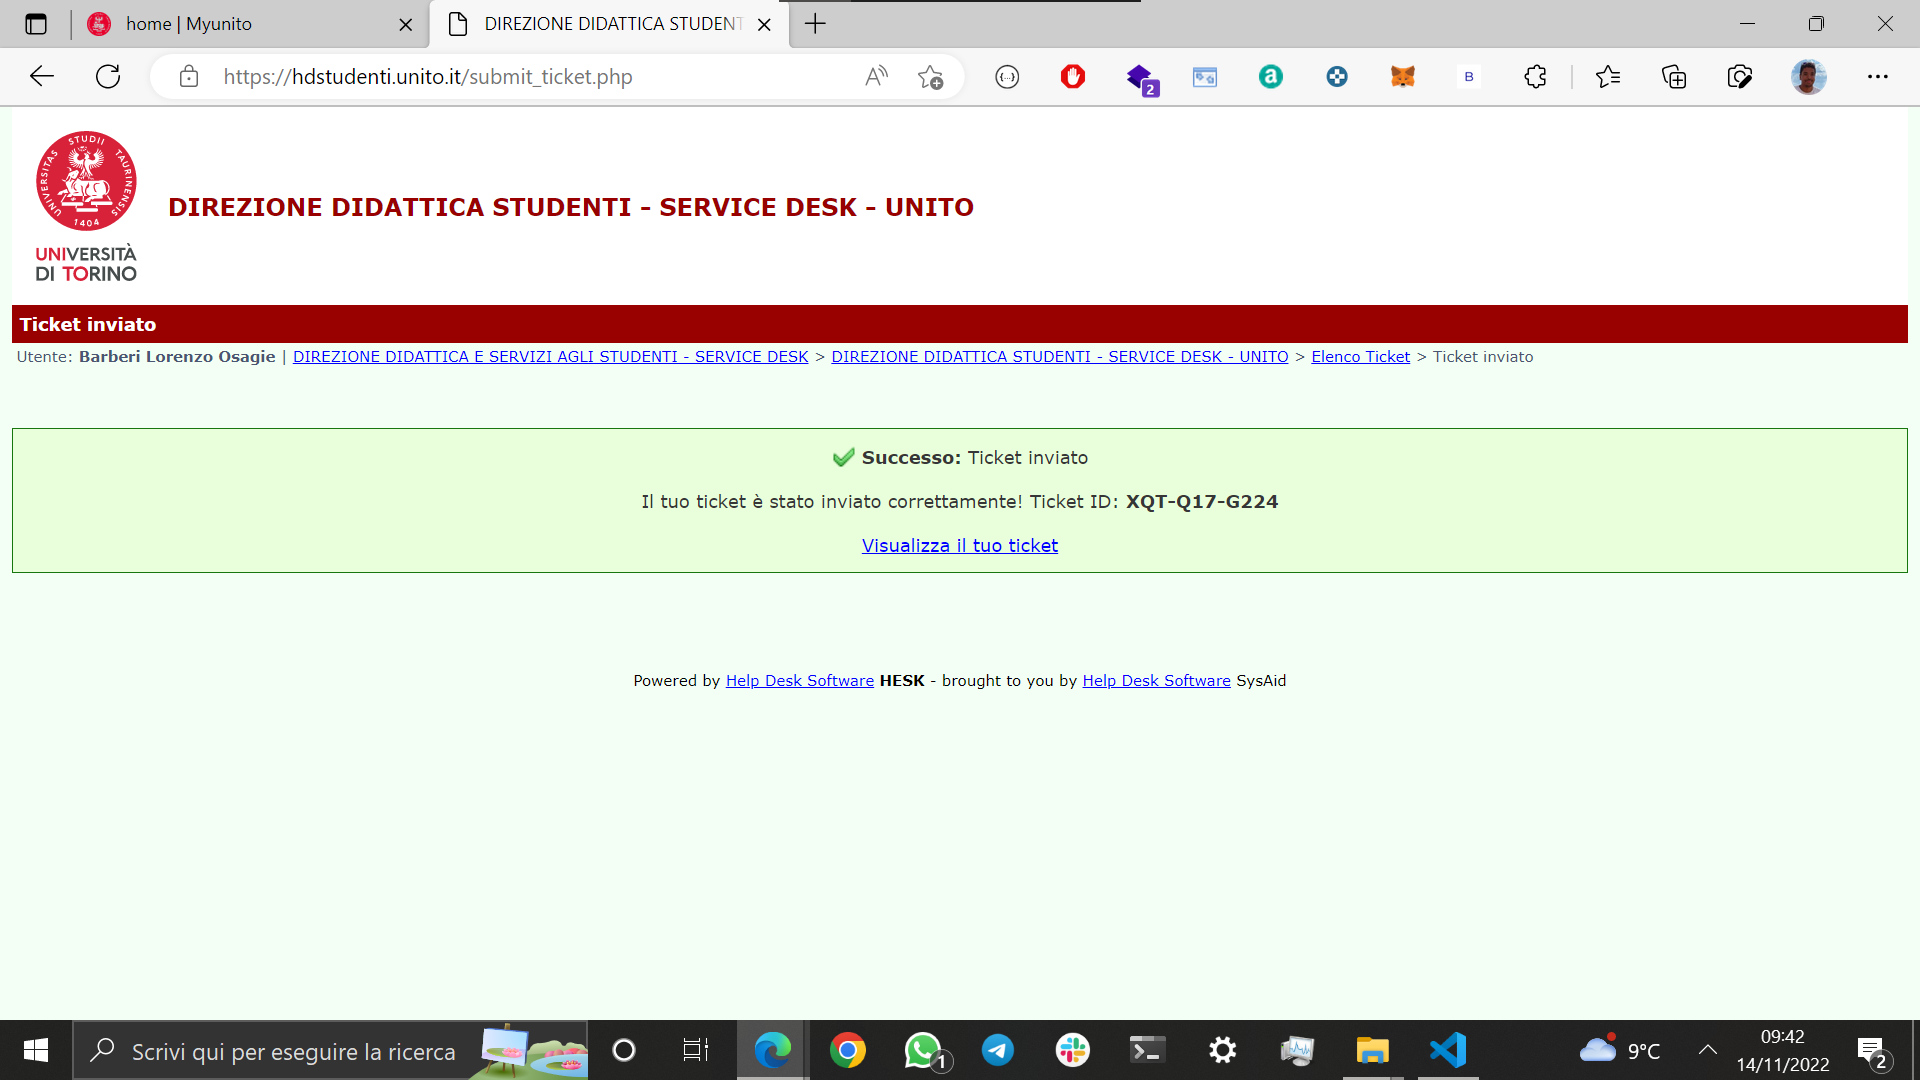 home | Myunito
DIREZIONE DIDATTICA STUDENT
https://hdstudenti.unito.it/submit_ticket.php
2
a
B
UNIVERSITAS STUDII TAURINENSIS
1404
UNIVERSITÀ
DI TORINO
DIREZIONE DIDATTICA STUDENTI - SERVICE DESK - UNITO
Ticket inviato
Utente: Barberi Lorenzo Osagie | DIREZIONE DIDATTICA E SERVIZI AGLI STUDENTI - SERVICE DESK > DIREZIONE DIDATTICA STUDENTI - SERVICE DESK - UNITO > Elenco Ticket > Ticket inviato
Successo: Ticket inviato
Il tuo ticket è stato inviato correttamente! Ticket ID: XQT-Q17-G224
Visualizza il tuo ticket
Powered by Help Desk Software HESK - brought to you by Help Desk Software SysAid
Scrivi qui per eseguire la ricerca
1
9°C
09:42
14/11/2022
2